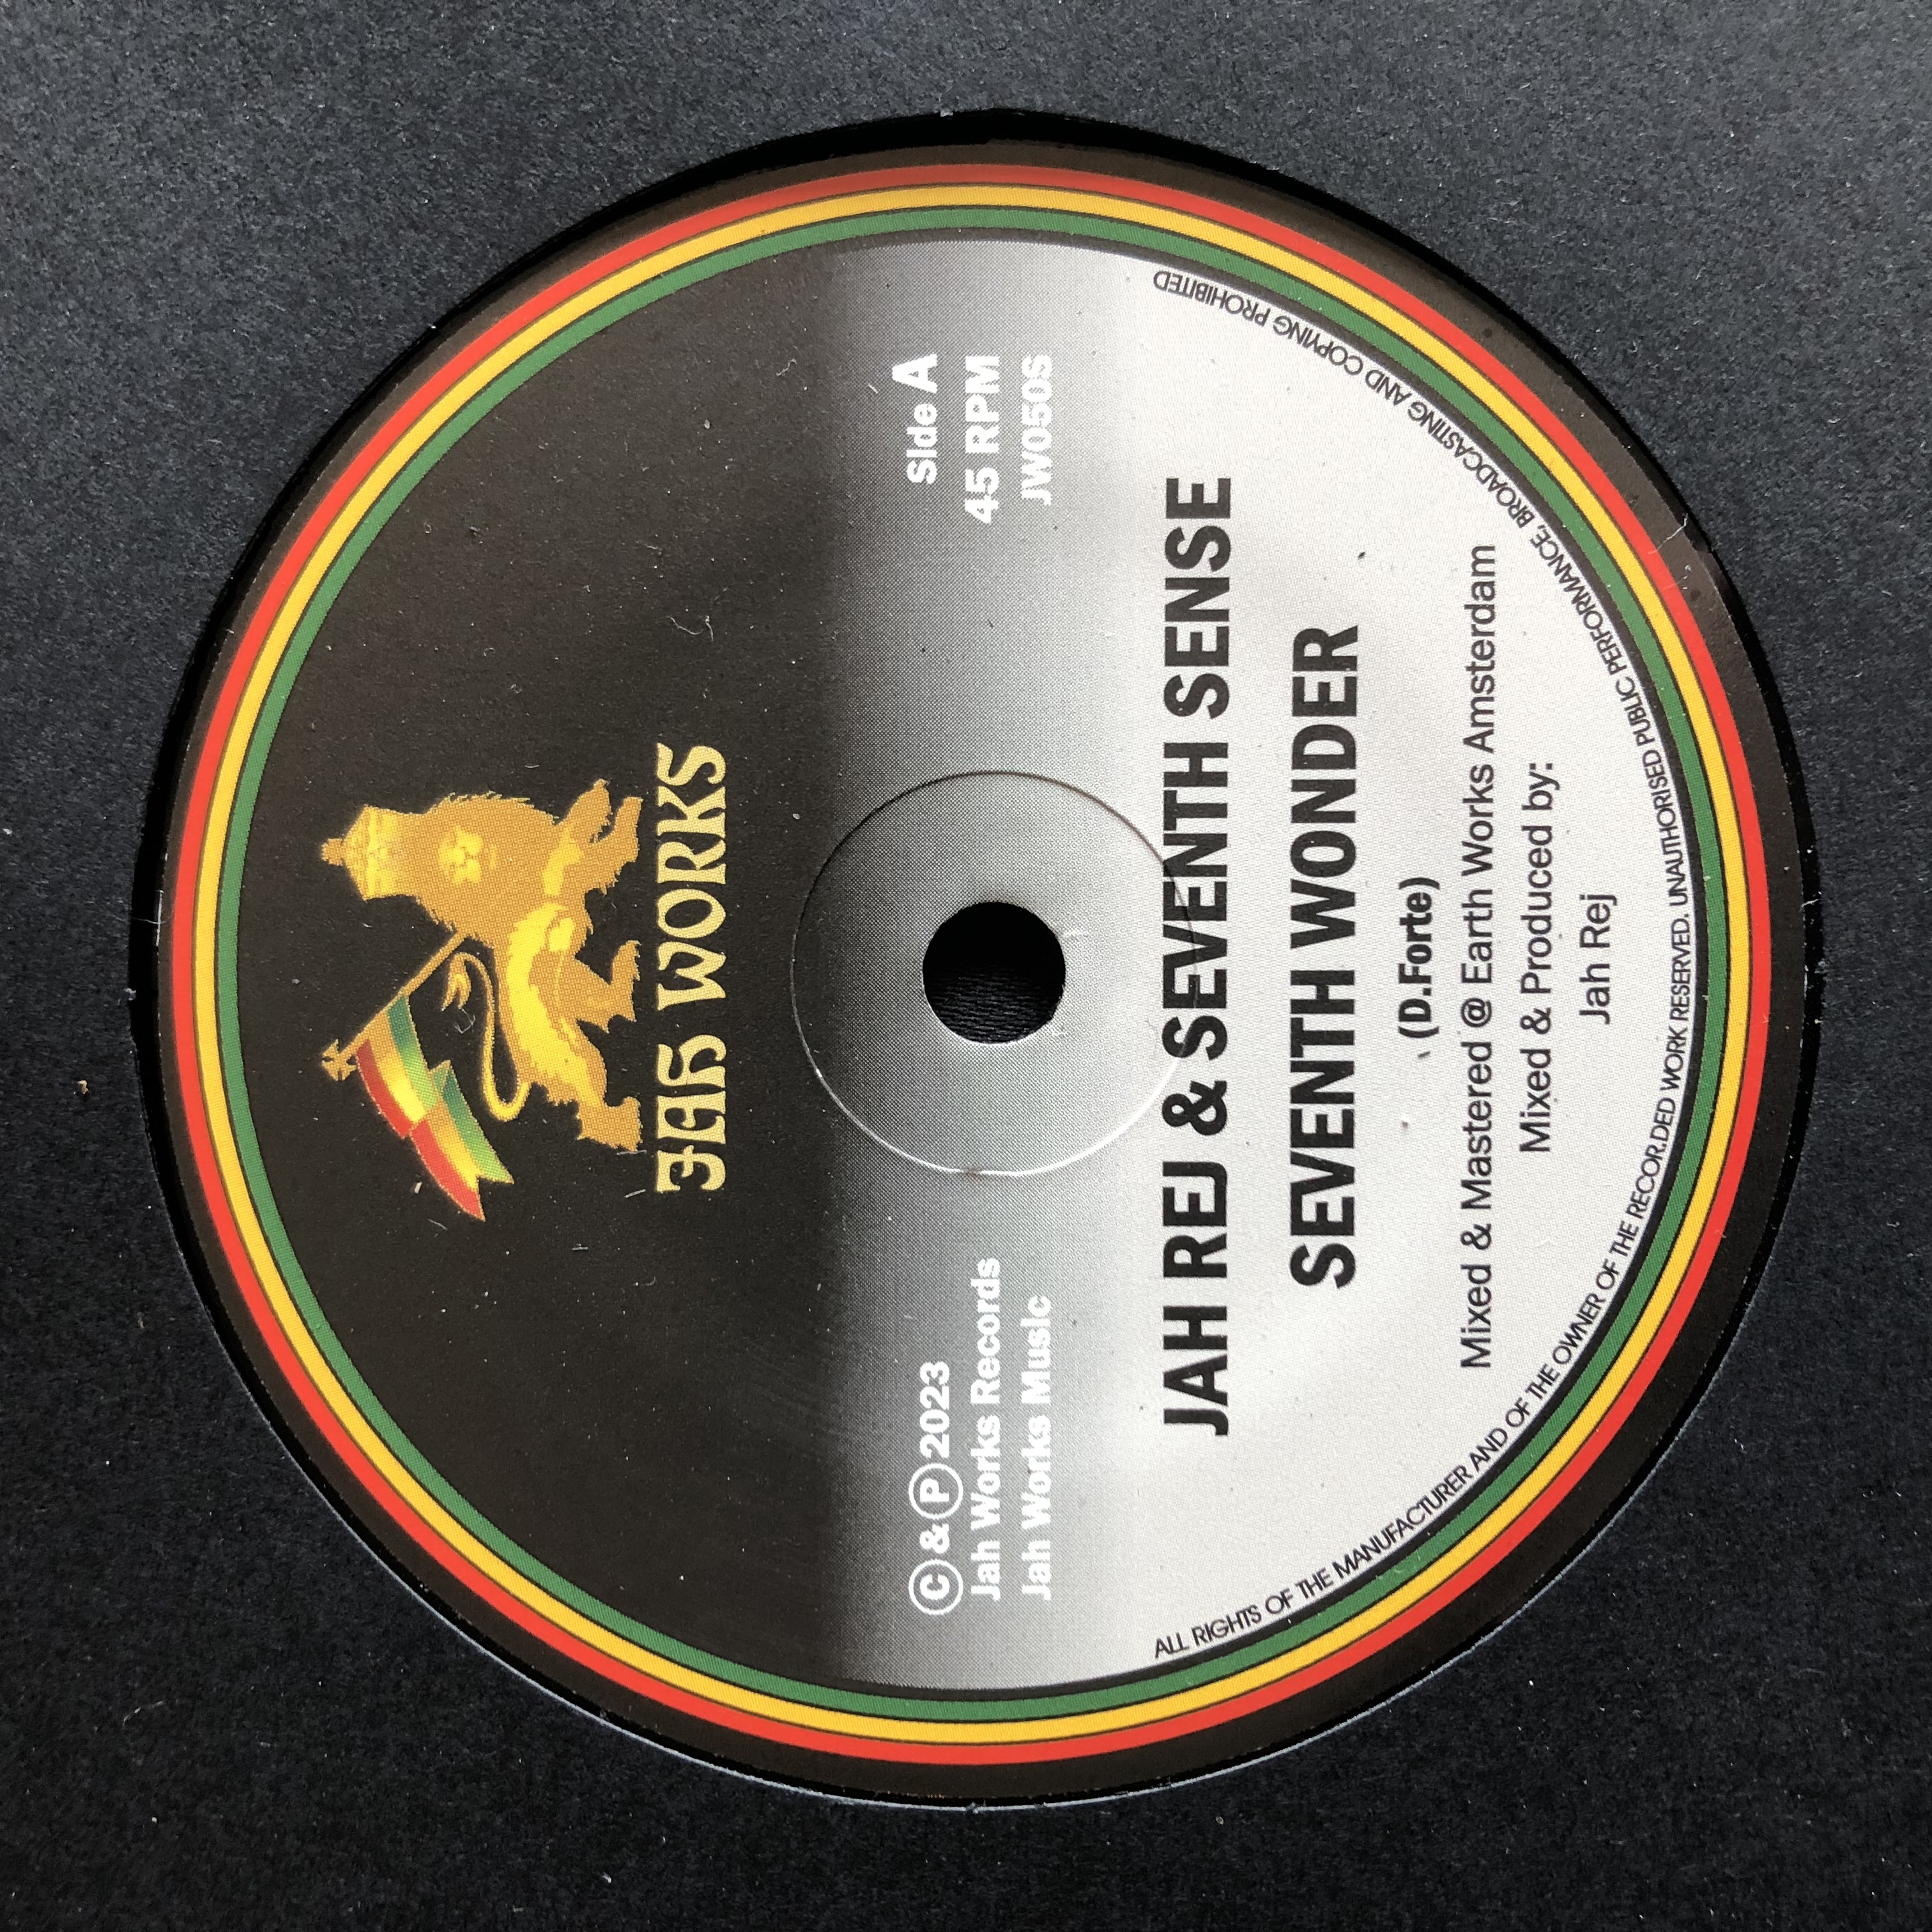 JAH WORKS
Ⓒ&Ⓟ2023
Jah Works Records
Jah Works Music
Side A
45 RPM
JW050S
JAH REJ & SEVENTH SENSE
SEVENTH WONDER
(D.Forte)
Mixed & Mastered @ Earth Works Amsterdam
Mixed & Produced by:
Jah Rej
ALL RIGHTS OF THE MANUFACTURER AND OF THE OWNER OF THE RECOR.DED WORK RESERVED. UNAUTHORISED PUBLIC PERFORMANCE, BROADCASTING AND COPYING PROHIBITED